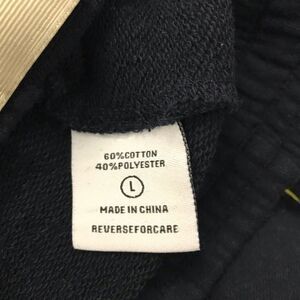 60%COTTON
40%POLYESTER
L
MADE IN CHINA
REVERSEFORCARE